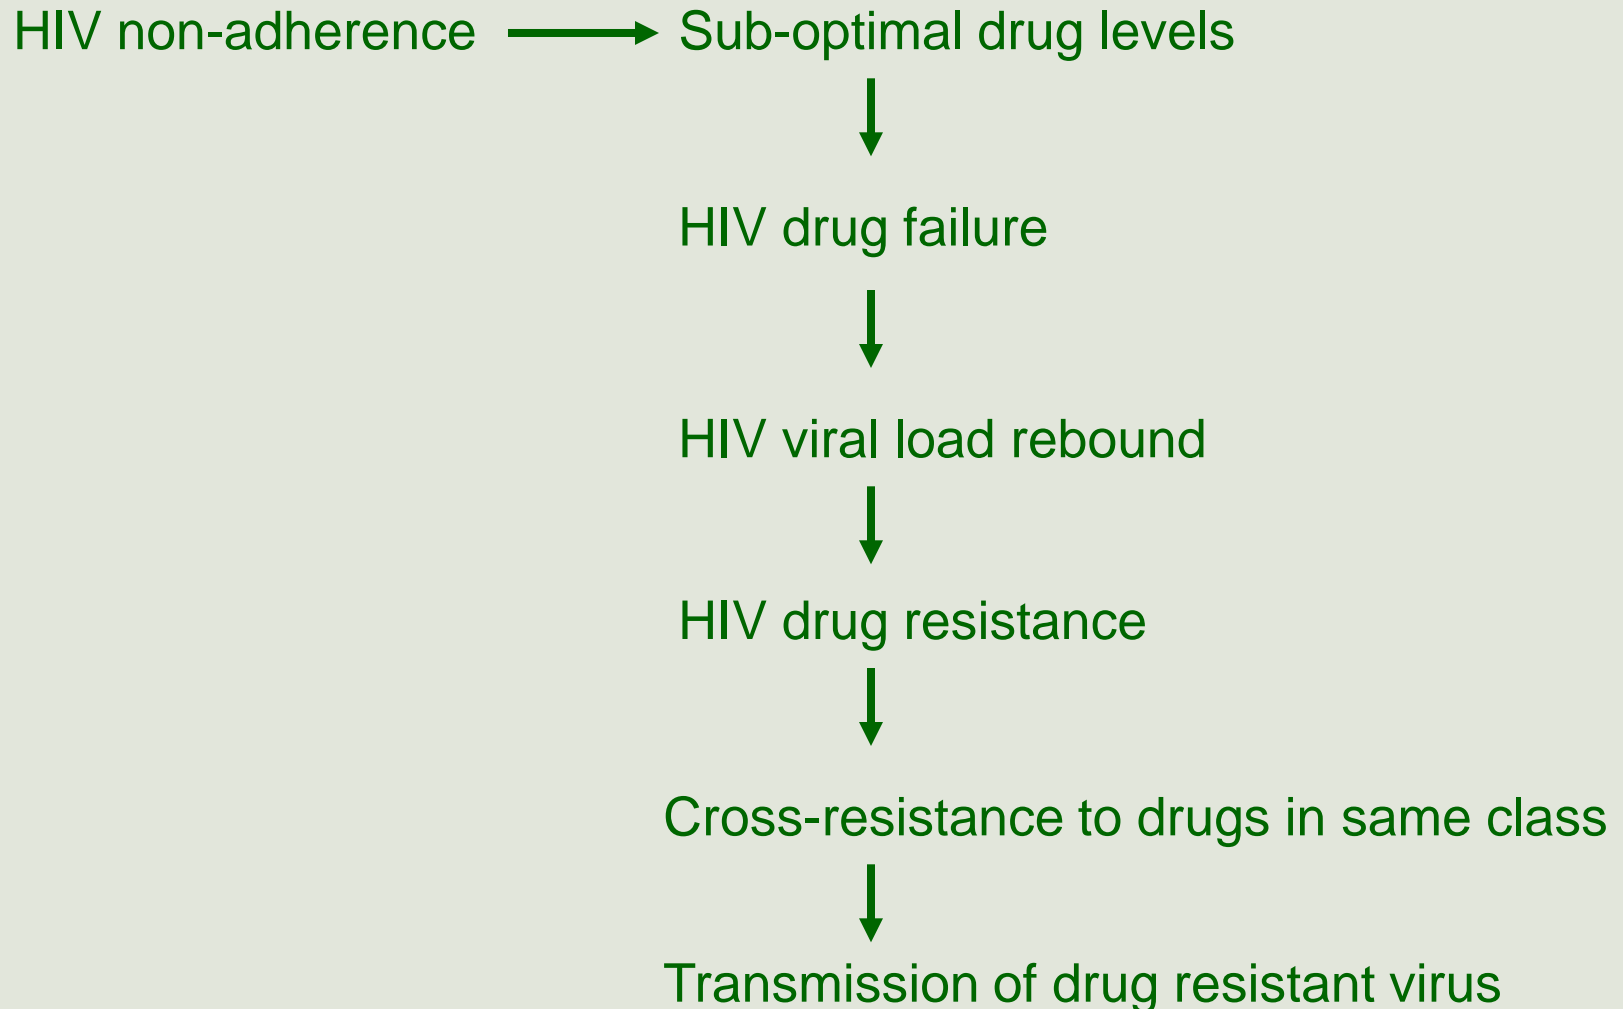 HIV non-adherence Sub-optimal drug levels
HIV drug failure
HIV viral load rebound
HIV drug resistance
Cross-resistance to drugs in same class
Transmission of drug resistant virus